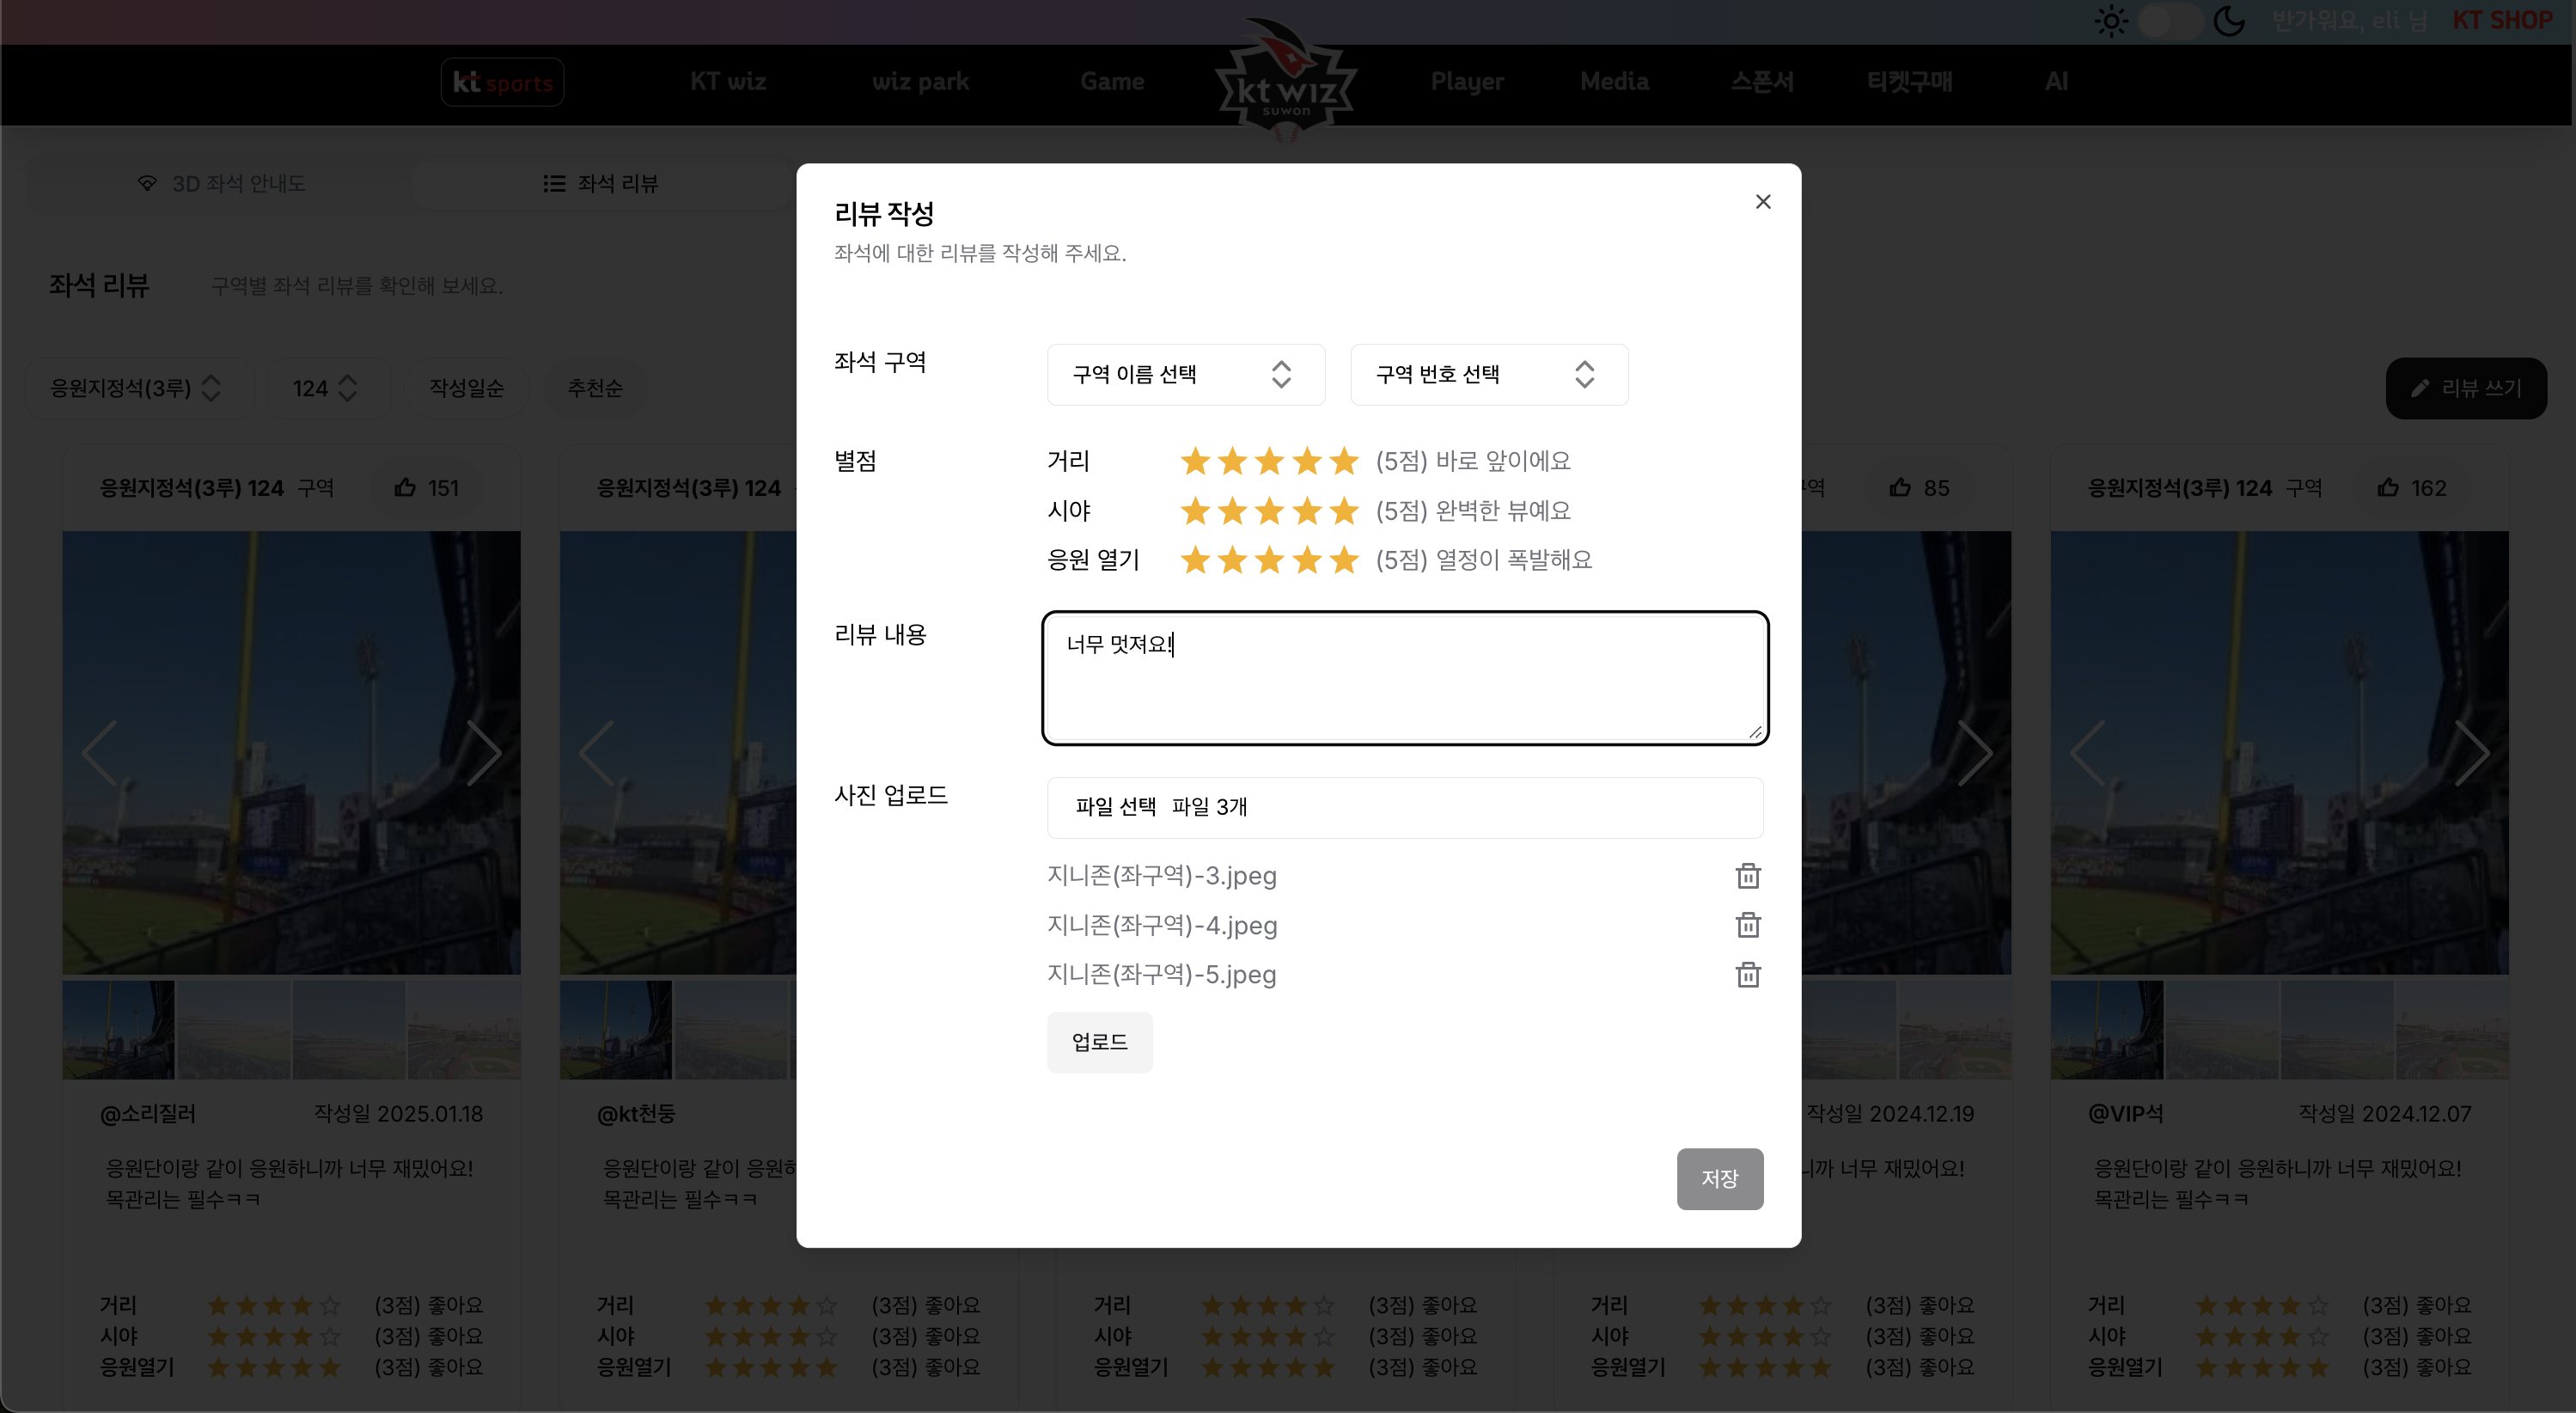 반가워요, eli 님 KT SHOP
kt sports KT wiz wiz park Game kt wiz suwon Player Media 스폰서 티켓구매 AI
3D 좌석 안내도 좌석 리뷰
좌석 리뷰 구역별 좌석 리뷰를 확인해 보세요.
응원지정석(3루) 124 작성일순 추천순 리뷰 쓰기
리뷰 작성
좌석에 대한 리뷰를 작성해 주세요.
좌석 구역 구역 이름 선택 구역 번호 선택
별점 거리 (5점) 바로 앞이에요
시야 (5점) 완벽한 뷰예요
응원 열기 (5점) 열정이 폭발해요
리뷰 내용 너무 멋져요!
사진 업로드 파일 선택 파일 3개
지니존(좌구역)-3.jpeg
지니존(좌구역)-4.jpeg
지니존(좌구역)-5.jpeg
업로드
저장
응원지정석(3루) 124 구역 151 응원지정석(3루) 124 85 응원지정석(3루) 124 구역 162
@소리질러 작성일 2025.01.18 @kt천둥 작성일 2024.12.19 @VIP석 작성일 2024.12.07
응원단이랑 같이 응원하니까 너무 재밌어요! 응원단이랑 같이 너무 재밌어요! 응원단이랑 같이 응원하니까 너무 재밌어요!
목관리는 필수ㅋㅋ 목관리는 필수ㅋㅋ 목관리는 필수ㅋㅋ
거리 (3점) 좋아요 거리 (3점) 좋아요 거리 (3점) 좋아요 거리 (3점) 좋아요 거리 (3점) 좋아요
시야 (3점) 좋아요 시야 (3점) 좋아요 시야 (3점) 좋아요 시야 (3점) 좋아요 시야 (3점) 좋아요
응원열기 (3점) 좋아요 응원열기 (3점) 좋아요 응원열기 (3점) 좋아요 응원열기 (3점) 좋아요 응원열기 (3점) 좋아요